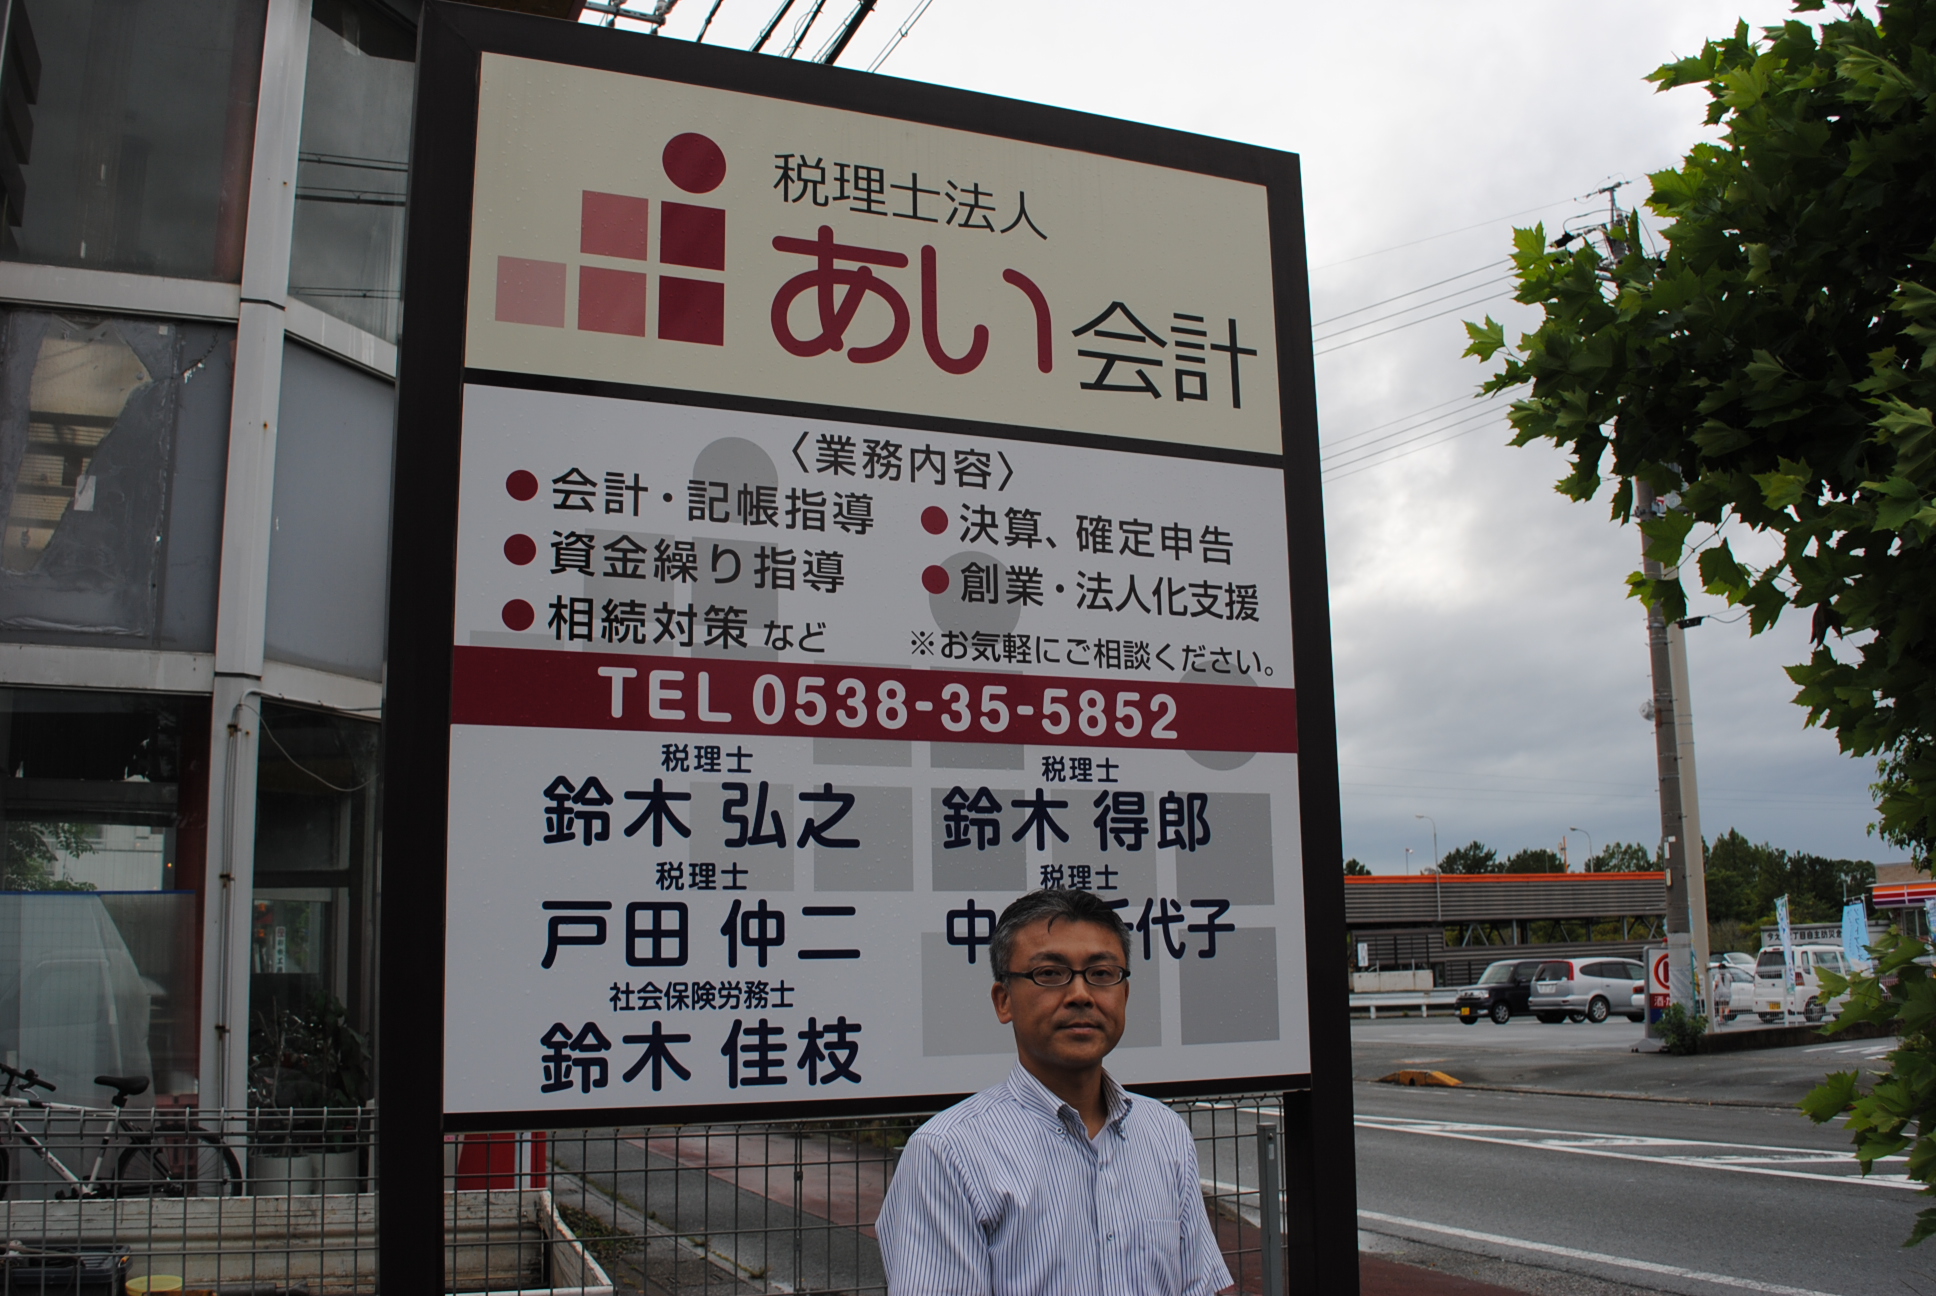 税理士法人
あい会計
〈業務内容〉
●会計・記帳指導
●決算、確定申告
●資金繰り指導
●創業・法人化支援
●相続対策 など
※お気軽にご相談ください。
TEL 0538-35-5852
税理士
鈴木 弘之
税理士
鈴木 得郎
税理士
戸田 仲二
税理士
中 代子
社会保険労務士
鈴木 佳枝